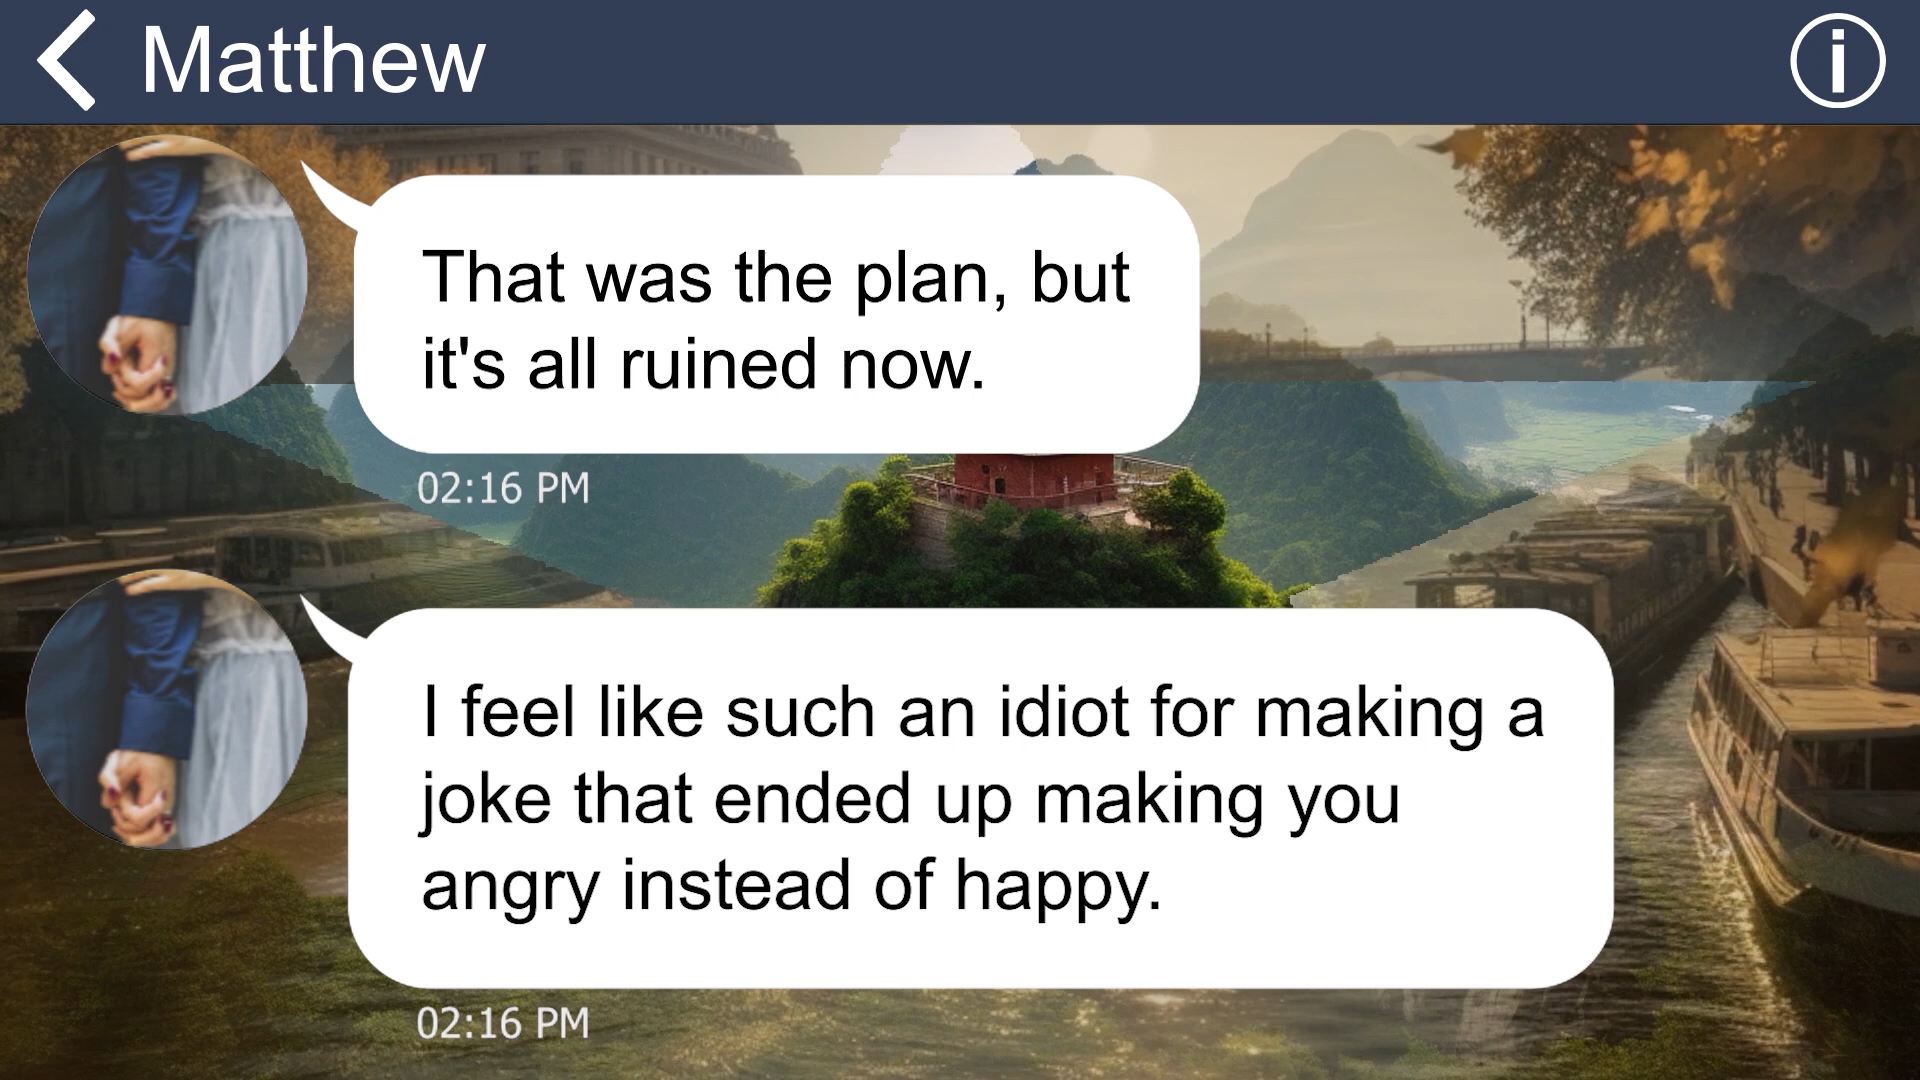 Matthew
That was the plan, but
it's all ruined now.
02:16 PM
I feel like such an idiot for making a
joke that ended up making you
angry instead of happy.
02:16 PM